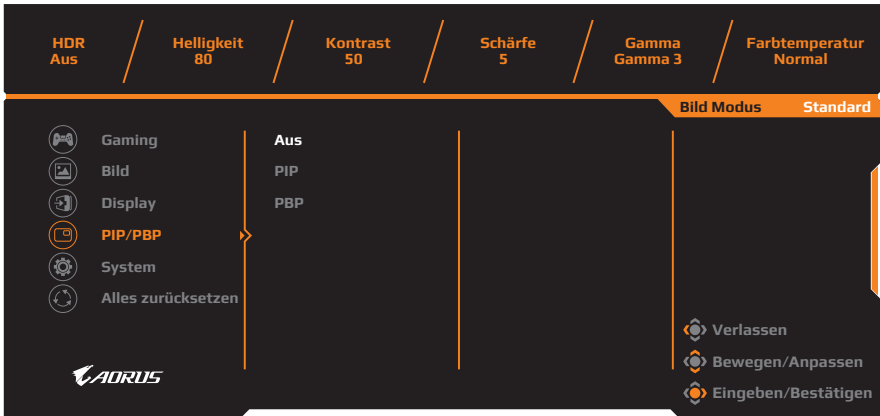 HDR Helligkeit Kontrast Schärfe Gamma Farbtemperatur
Aus 80 50 5 Gamma 3 Normal
Bild Modus Standard
Gaming Aus
Bild PIP
Display PBP
PIP/PBP
System
Alles zurücksetzen
Verlassen
Bewegen/Anpassen
AORUS
Eingeben/Bestätigen